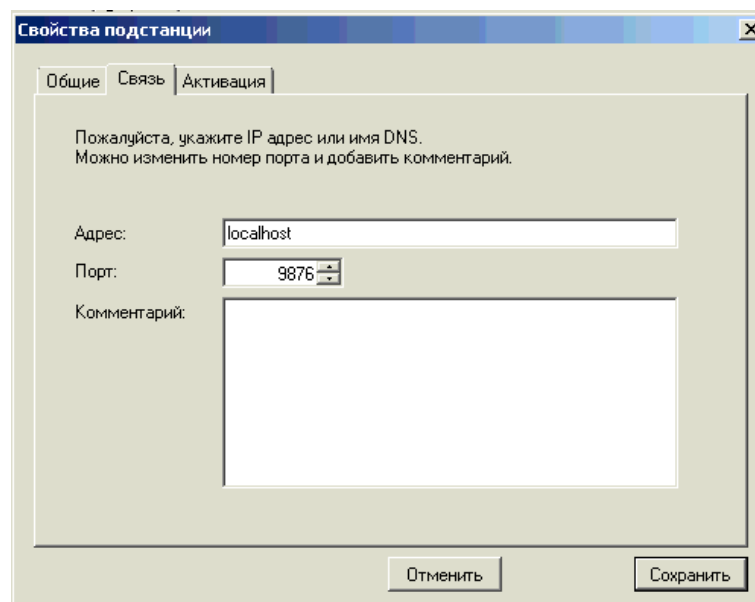 Свойства подстанции
Общие Связь Активация
Пожалуйста, укажите IP адрес или имя DNS.
Можно изменить номер порта и добавить комментарий.
Адрес: localhost
Порт: 9876
Комментарий:
Отменить Сохранить